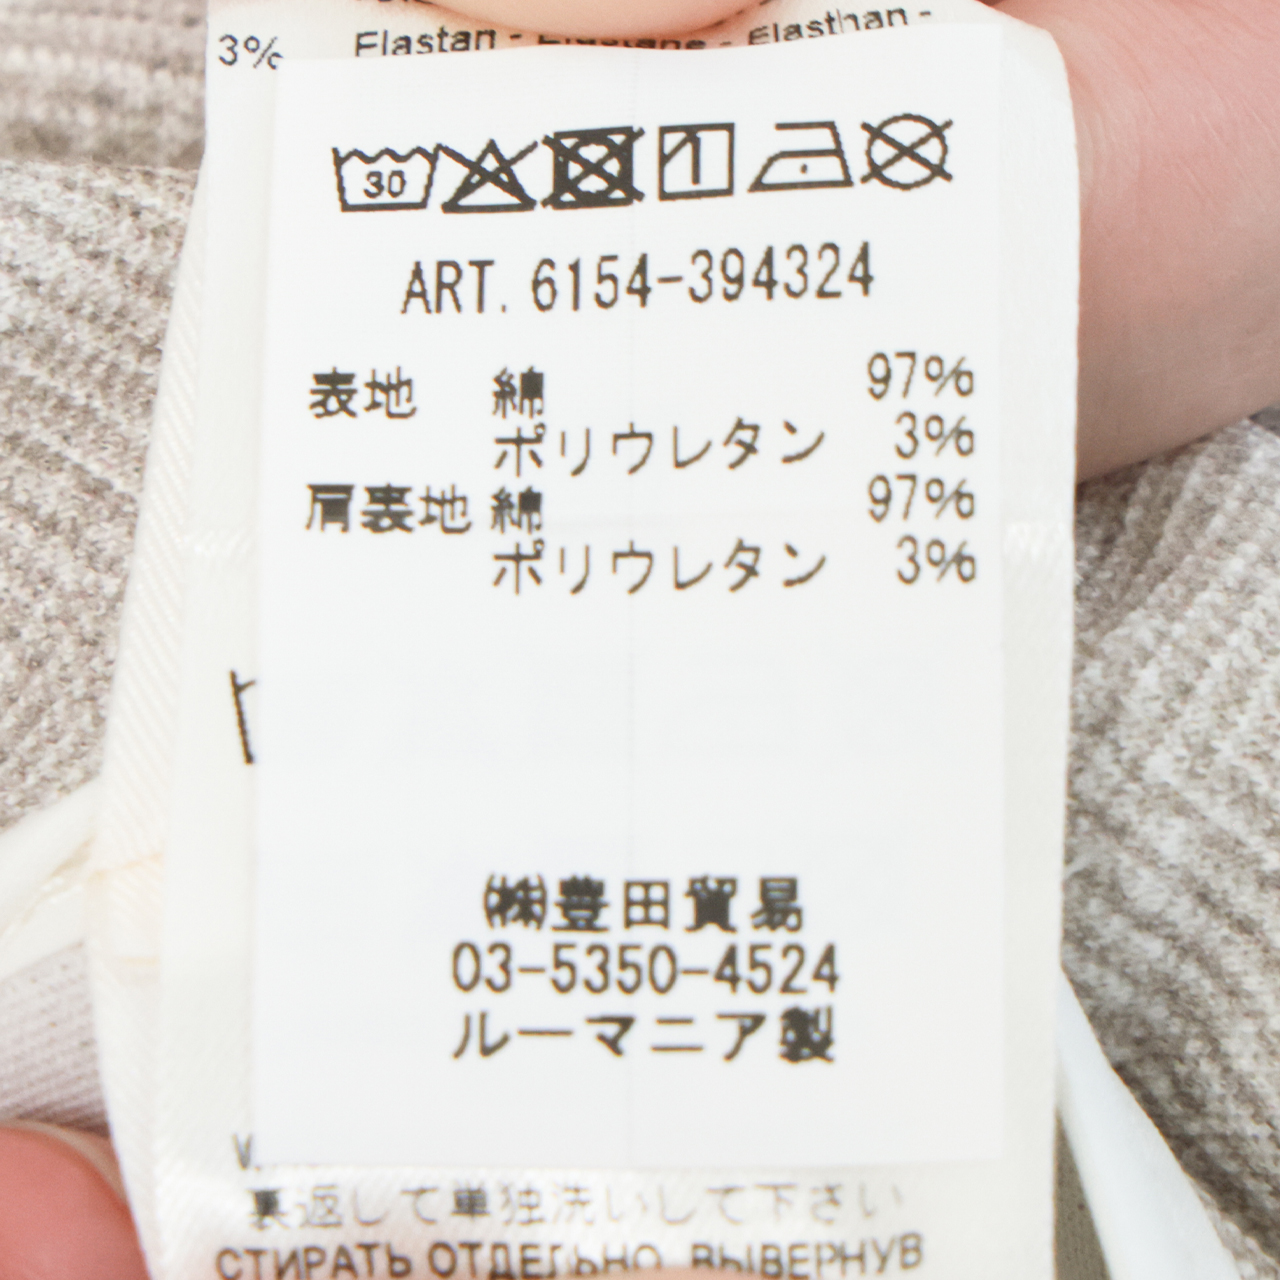 3% Elastan - Elastane - Elasthan -
30
ART. 6154-394324
表地 綿 97%
ポリウレタン 3%
肩裏地 綿 97%
ポリウレタン 3%
㈱豊田貿易
03-5350-4524
ルーマニア製
裏返して単独洗いして下さい
СТИРАТЬ ОТДЕЛЬНО, ВЫВЕРНУВ